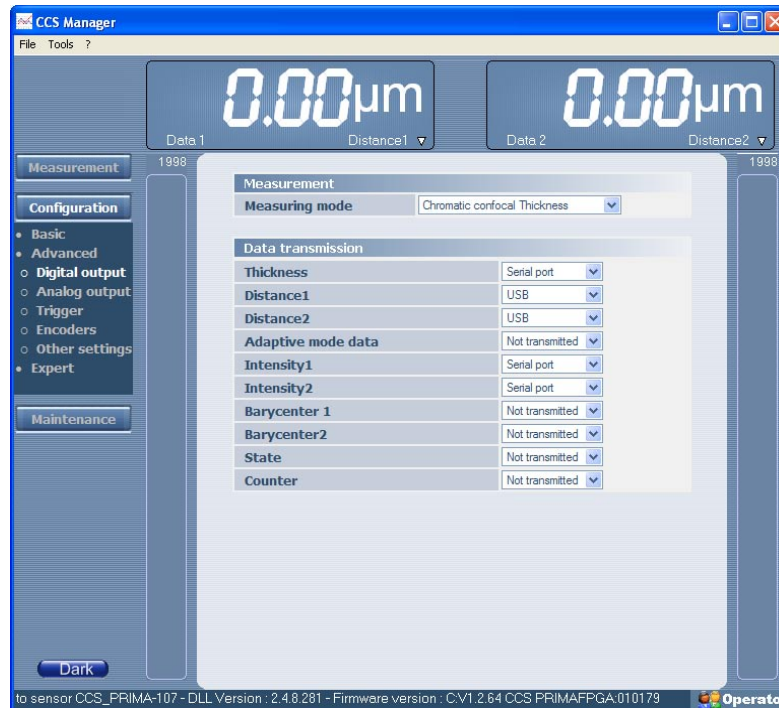 CCS Manager
File Tools ?
0.00μm
Data 1 Distance1
0.00μm
Data 2 Distance2
1998
1998
Measurement
Configuration
Basic
Advanced
Digital output
Analog output
Trigger
Encoders
Other settings
Expert
Maintenance
Dark
Measurement
Measuring mode Chromatic confocal Thickness
Data transmission
Thickness Serial port
Distance1 USB
Distance2 USB
Adaptive mode data Not transmitted
Intensity1 Serial port
Intensity2 Serial port
Barycenter 1 Not transmitted
Barycenter2 Not transmitted
State Not transmitted
Counter Not transmitted
to sensor CCS_PRIMA-107 - DLL Version : 2.4.8.281 - Firmware version : C:V1.2.64 CCS PRIMAFPGA:010179 Operato